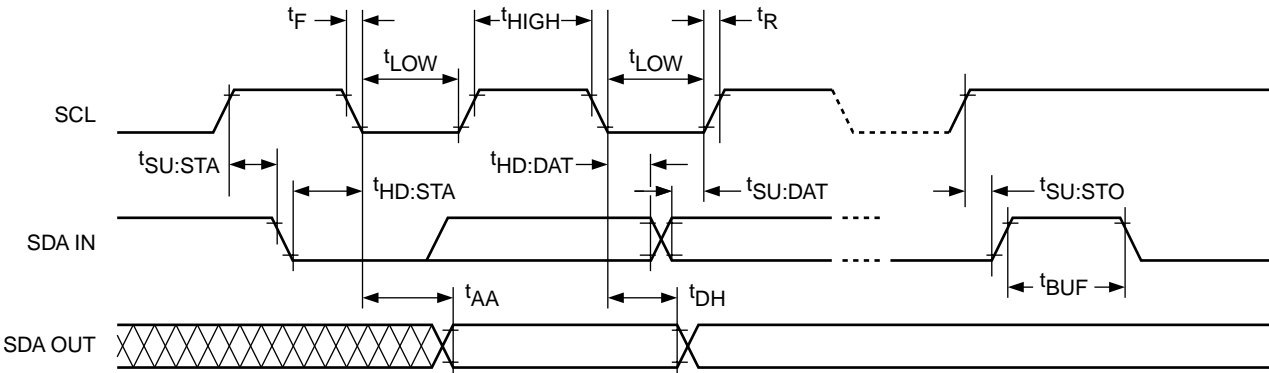 tF
tHIGH
tR
tLOW
tLOW
SCL
tSU:STA
tHD:STA
tHD:DAT
tSU:DAT
tSU:STO
SDA IN
tAA
tDH
tBUF
SDA OUT